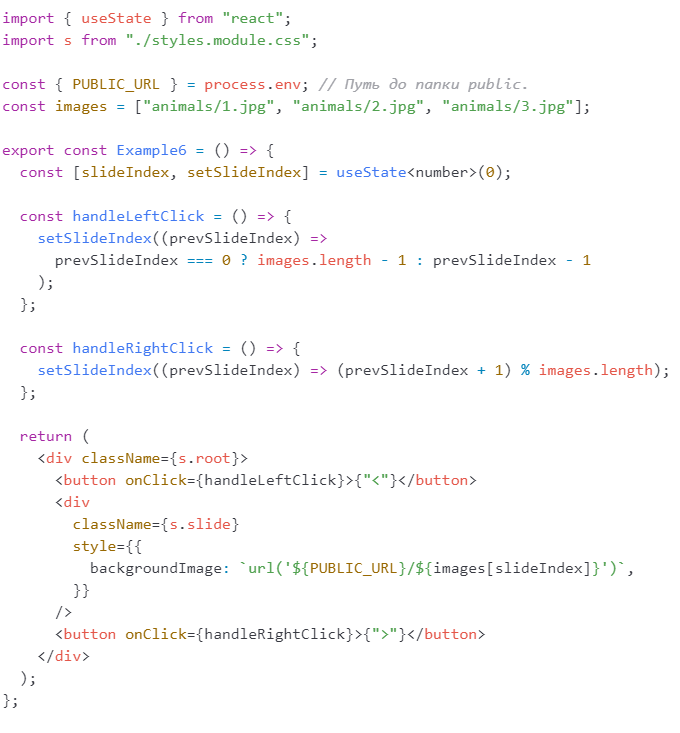 import { useState } from "react";
import s from "./styles.module.css";

const { PUBLIC_URL } = process.env; // Путь до папки public.
const images = ["animals/1.jpg", "animals/2.jpg", "animals/3.jpg"];

export const Example6 = () => {
  const [slideIndex, setSlideIndex] = useState<number>(0);

  const handleLeftClick = () => {
    setSlideIndex((prevSlideIndex) =>
      prevSlideIndex === 0 ? images.length - 1 : prevSlideIndex - 1
    );
  };

  const handleRightClick = () => {
    setSlideIndex((prevSlideIndex) => (prevSlideIndex + 1) % images.length);
  };

  return (
    <div className={s.root}>
      <button onClick={handleLeftClick}>{"<"}</button>
      <div
        className={s.slide}
        style={{
          backgroundImage: `url('${PUBLIC_URL}/${images[slideIndex]}')`,
        }}
      />
      <button onClick={handleRightClick}>{">"}</button>
    </div>
  );
};